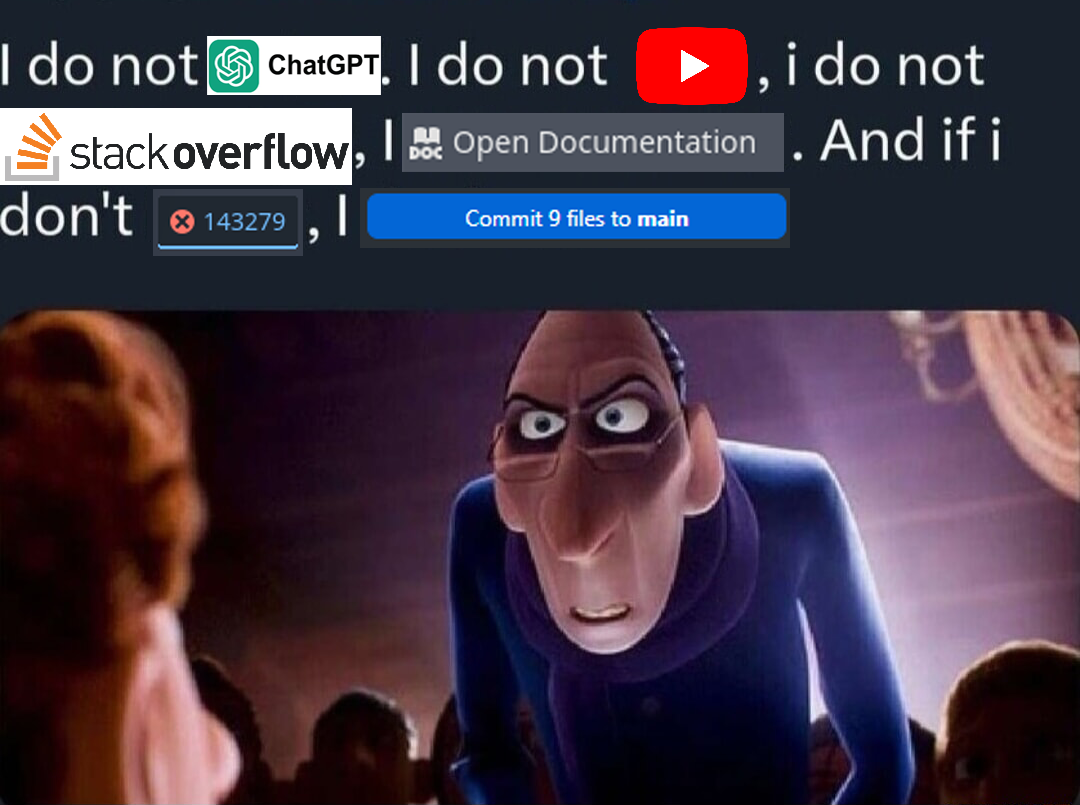 I do not ChatGPT. I do not , i do not
stackoverflow, I DOC Open Documentation . And if i
don't 143279 , I Commit 9 files to main